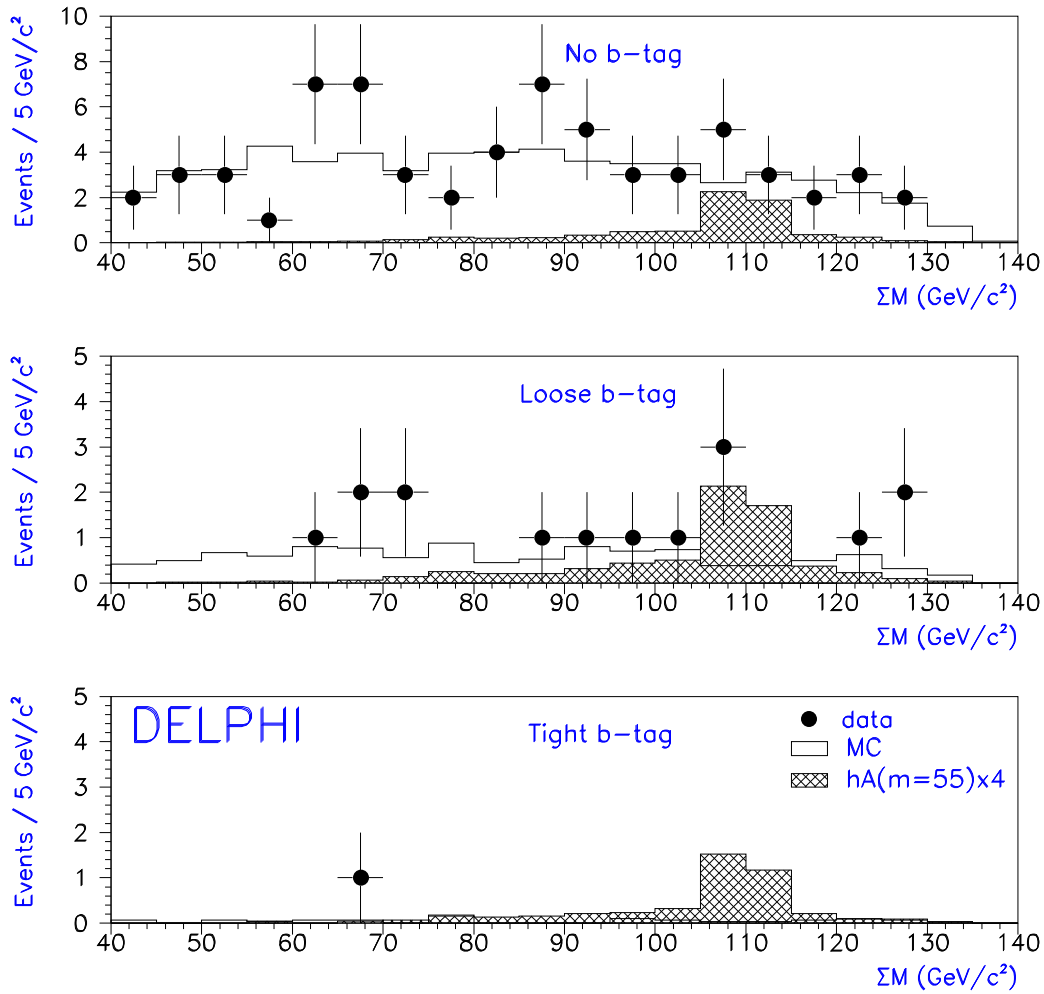 Events / 5 GeV/c²
10
8
6
4
2
0
No b-tag
40 50 60 70 80 90 100 110 120 130 140
ΣM (GeV/c²)
Events / 5 GeV/c²
5
4
3
2
1
0
Loose b-tag
40 50 60 70 80 90 100 110 120 130 140
ΣM (GeV/c²)
Events / 5 GeV/c²
5
4
3
2
1
0
DELPHI
Tight b-tag
data
MC
hA(m=55)x4
40 50 60 70 80 90 100 110 120 130 140
ΣM (GeV/c²)